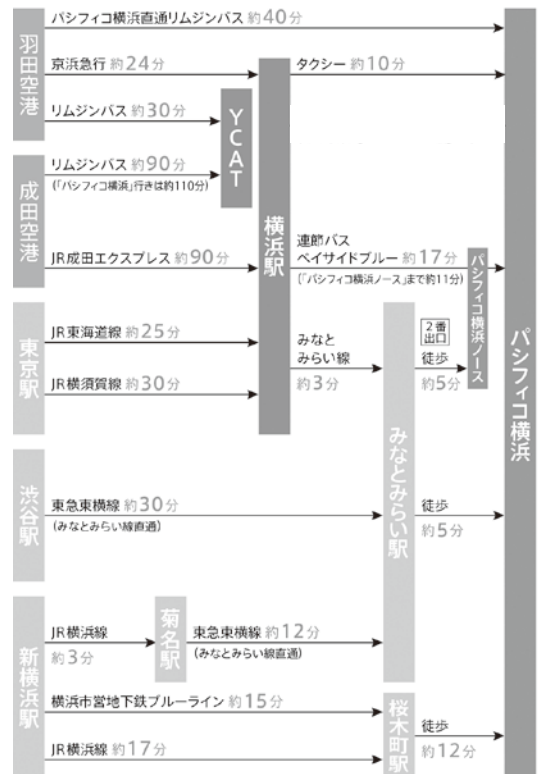 羽田空港
パシフィコ横浜直通リムジンバス 約40分
京浜急行 約24分
タクシー 約10分
リムジンバス 約30分
YCAT
成田空港
リムジンバス 約90分
(「パシフィコ横浜」行きは約110分)
横浜駅
JR成田エクスプレス 約90分
連節バス
ベイサイドブルー 約17分
(「パシフィコ横浜ノース」まで約11分)
パシフィコ横浜ノース
パシフィコ横浜
東京駅
JR東海道線 約25分
JR横須賀線 約30分
みなと
みらい線
約3分
2番
出口
徒歩
約5分
みなとみらい駅
渋谷駅
東急東横線 約30分
(みなとみらい線直通)
徒歩
約5分
新横浜駅
JR横浜線
約3分
菊名駅
東急東横線 約12分
(みなとみらい線直通)
横浜市営地下鉄ブルーライン 約15分
JR横浜線 約17分
桜木町駅
徒歩
約12分